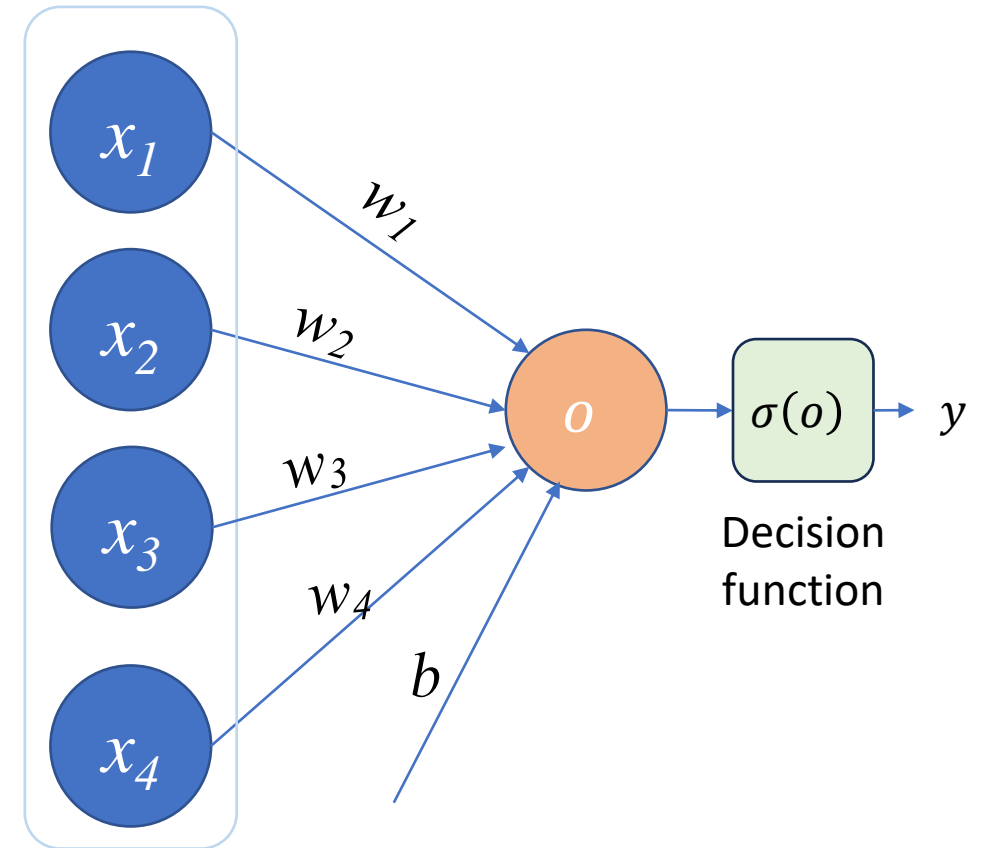 x₁
w₁
x₂
w₂
o
σ(o)
y
x₃
w₃
Decision
function
w₄
b
x₄